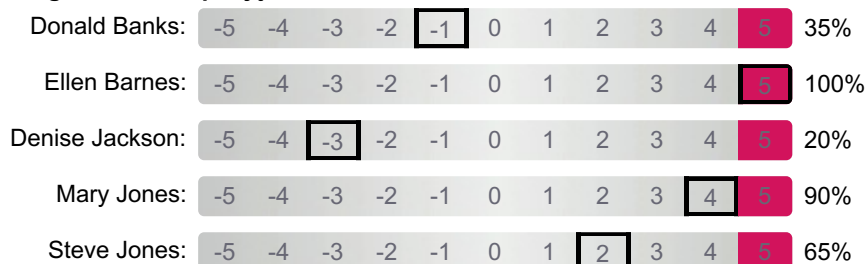 Donald Banks: -5 -4 -3 -2 -1 0 1 2 3 4 5 35%
Ellen Barnes: -5 -4 -3 -2 -1 0 1 2 3 4 5 100%
Denise Jackson: -5 -4 -3 -2 -1 0 1 2 3 4 5 20%
Mary Jones: -5 -4 -3 -2 -1 0 1 2 3 4 5 90%
Steve Jones: -5 -4 -3 -2 -1 0 1 2 3 4 5 65%